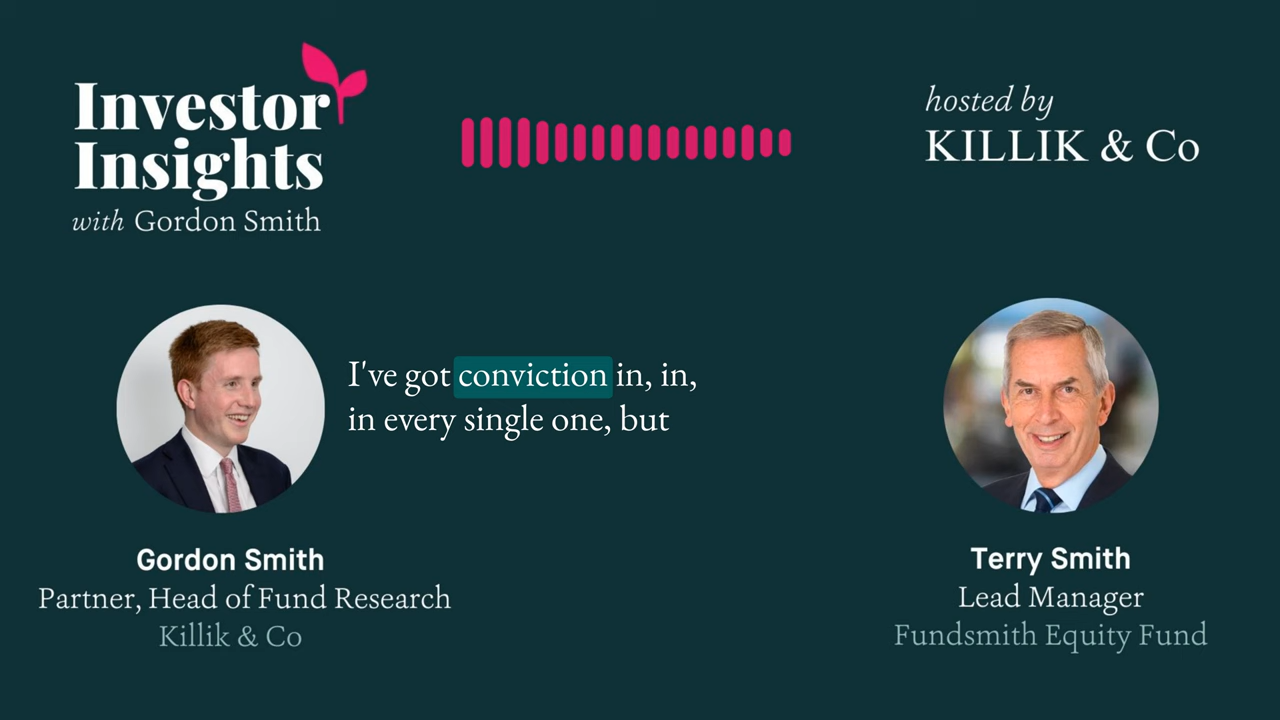 Investor
Insights
with Gordon Smith
hosted by
KILLIK & Co
I've got conviction in, in,
in every single one, but
Gordon Smith
Partner, Head of Fund Research
Killik & Co
Terry Smith
Lead Manager
Fundsmith Equity Fund